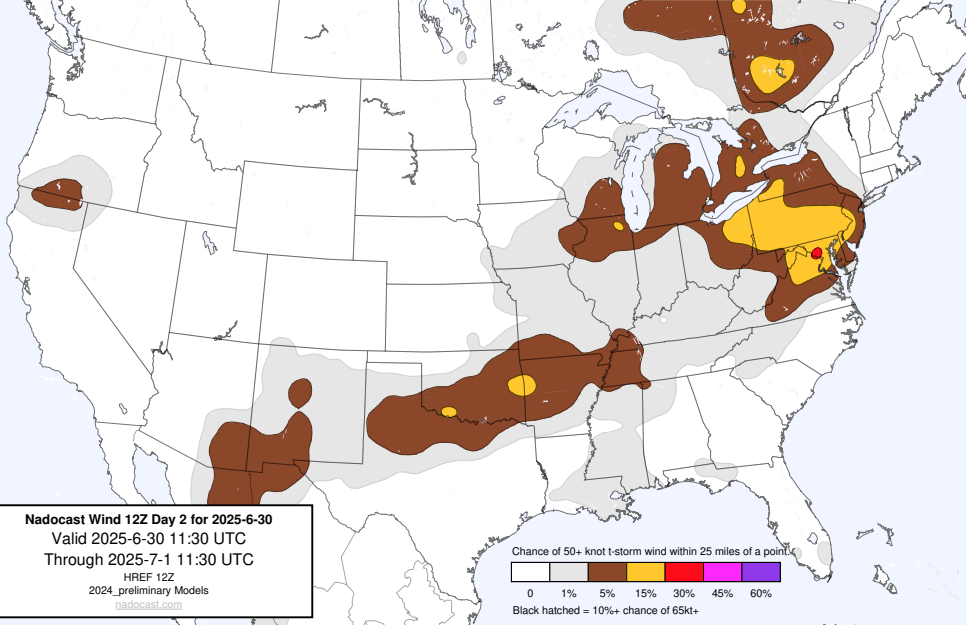 Nadocast Wind 12Z Day 2 for 2025-6-30
Valid 2025-6-30 11:30 UTC
Through 2025-7-1 11:30 UTC
HREF 12Z
2024_preliminary Models
nadocast.com
Chance of 50+ knot t-storm wind within 25 miles of a point.
0 1% 5% 15% 30% 45% 60%
Black hatched = 10%+ chance of 65kt+